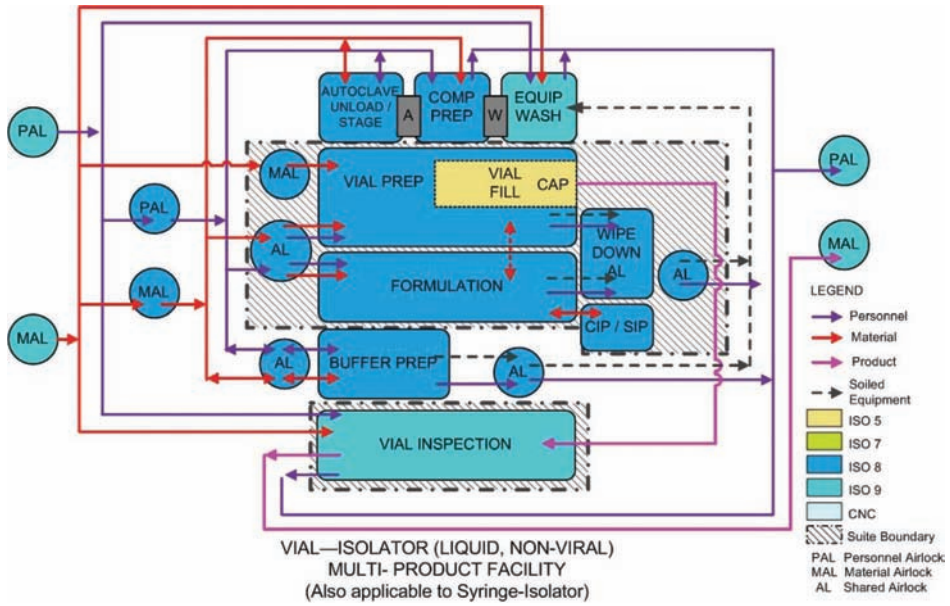 AUTOCLAVE
UNLOAD /
STAGE
A
COMP
PREP
W
EQUIP
WASH
PAL
PAL
MAL
VIAL PREP
VIAL
FILL
CAP
PAL
AL
WIPE
DOWN
AL
AL
MAL
FORMULATION
MAL
MAL
CIP / SIP
AL
BUFFER PREP
AL
VIAL INSPECTION
LEGEND
Personnel
Material
Product
Soiled
Equipment
ISO 5
ISO 7
ISO 8
ISO 9
CNC
Suite Boundary
PAL Personnel Airlock
MAL Material Airlock
AL Shared Airlock
VIAL—ISOLATOR (LIQUID, NON-VIRAL)
MULTI- PRODUCT FACILITY
(Also applicable to Syringe-Isolator)